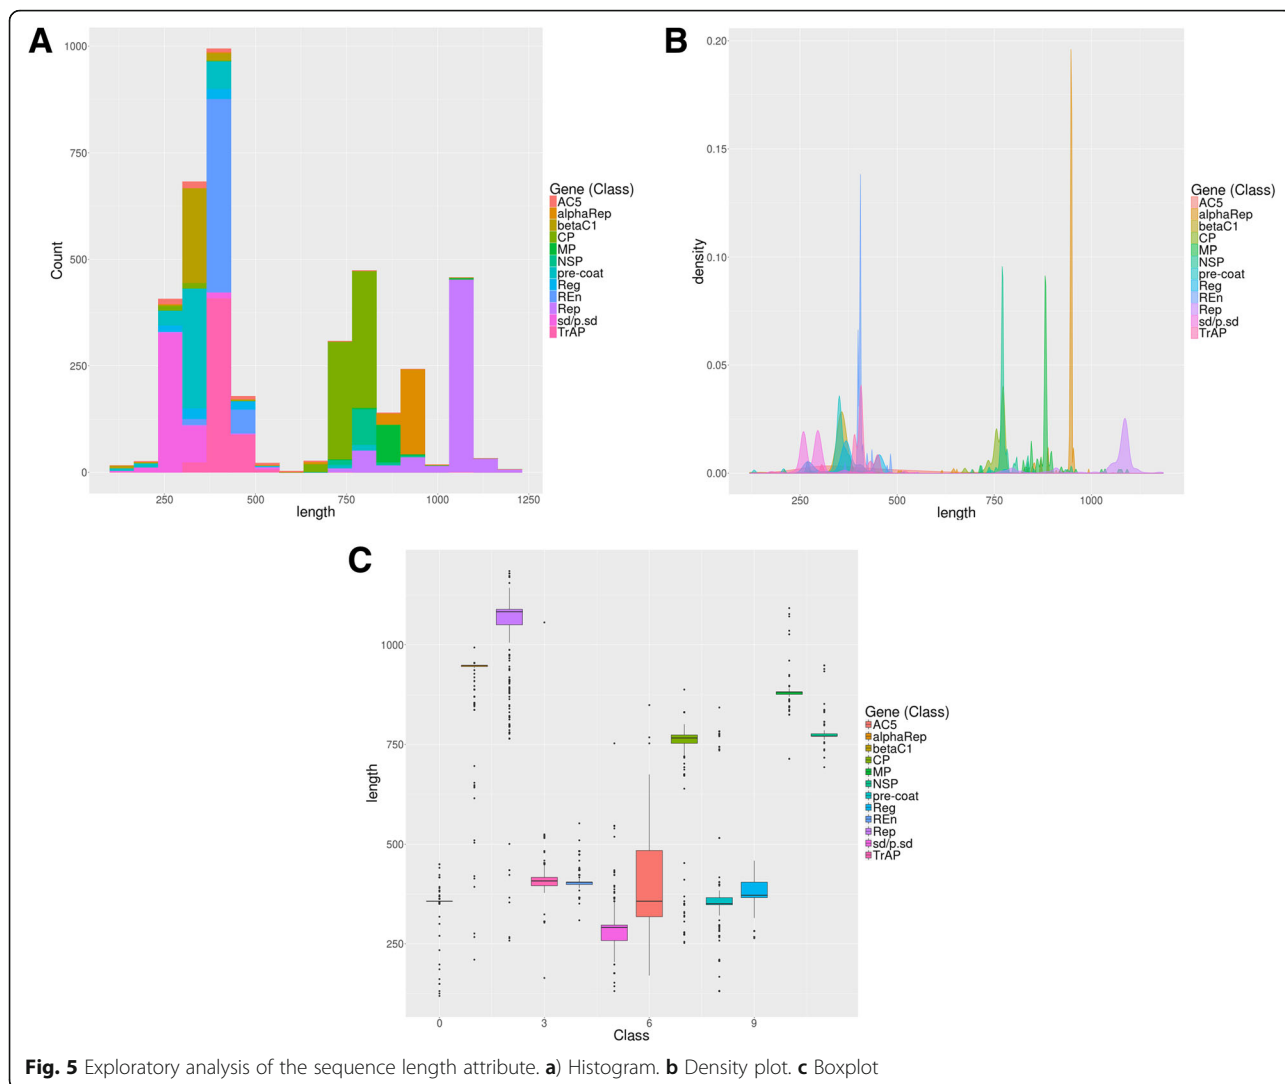 A
1000
750
500
250
0
Count
250
500
750
1000
1250
length
Gene (Class)
AC5
alphaRep
betaC1
CP
MP
NSP
pre-coat
Reg
REn
Rep
sd/p.sd
TrAP
B
0.20
0.15
0.10
0.05
0.00
density
250
500
750
1000
length
Gene (Class)
AC5
alphaRep
betaC1
CP
MP
NSP
pre-coat
Reg
REn
Rep
sd/p.sd
TrAP
C
1000
750
500
250
length
0
3
6
9
Class
Gene (Class)
AC5
alphaRep
betaC1
CP
MP
NSP
pre-coat
Reg
REn
Rep
sd/p.sd
TrAP
Fig. 5 Exploratory analysis of the sequence length attribute. a) Histogram. b Density plot. c Boxplot